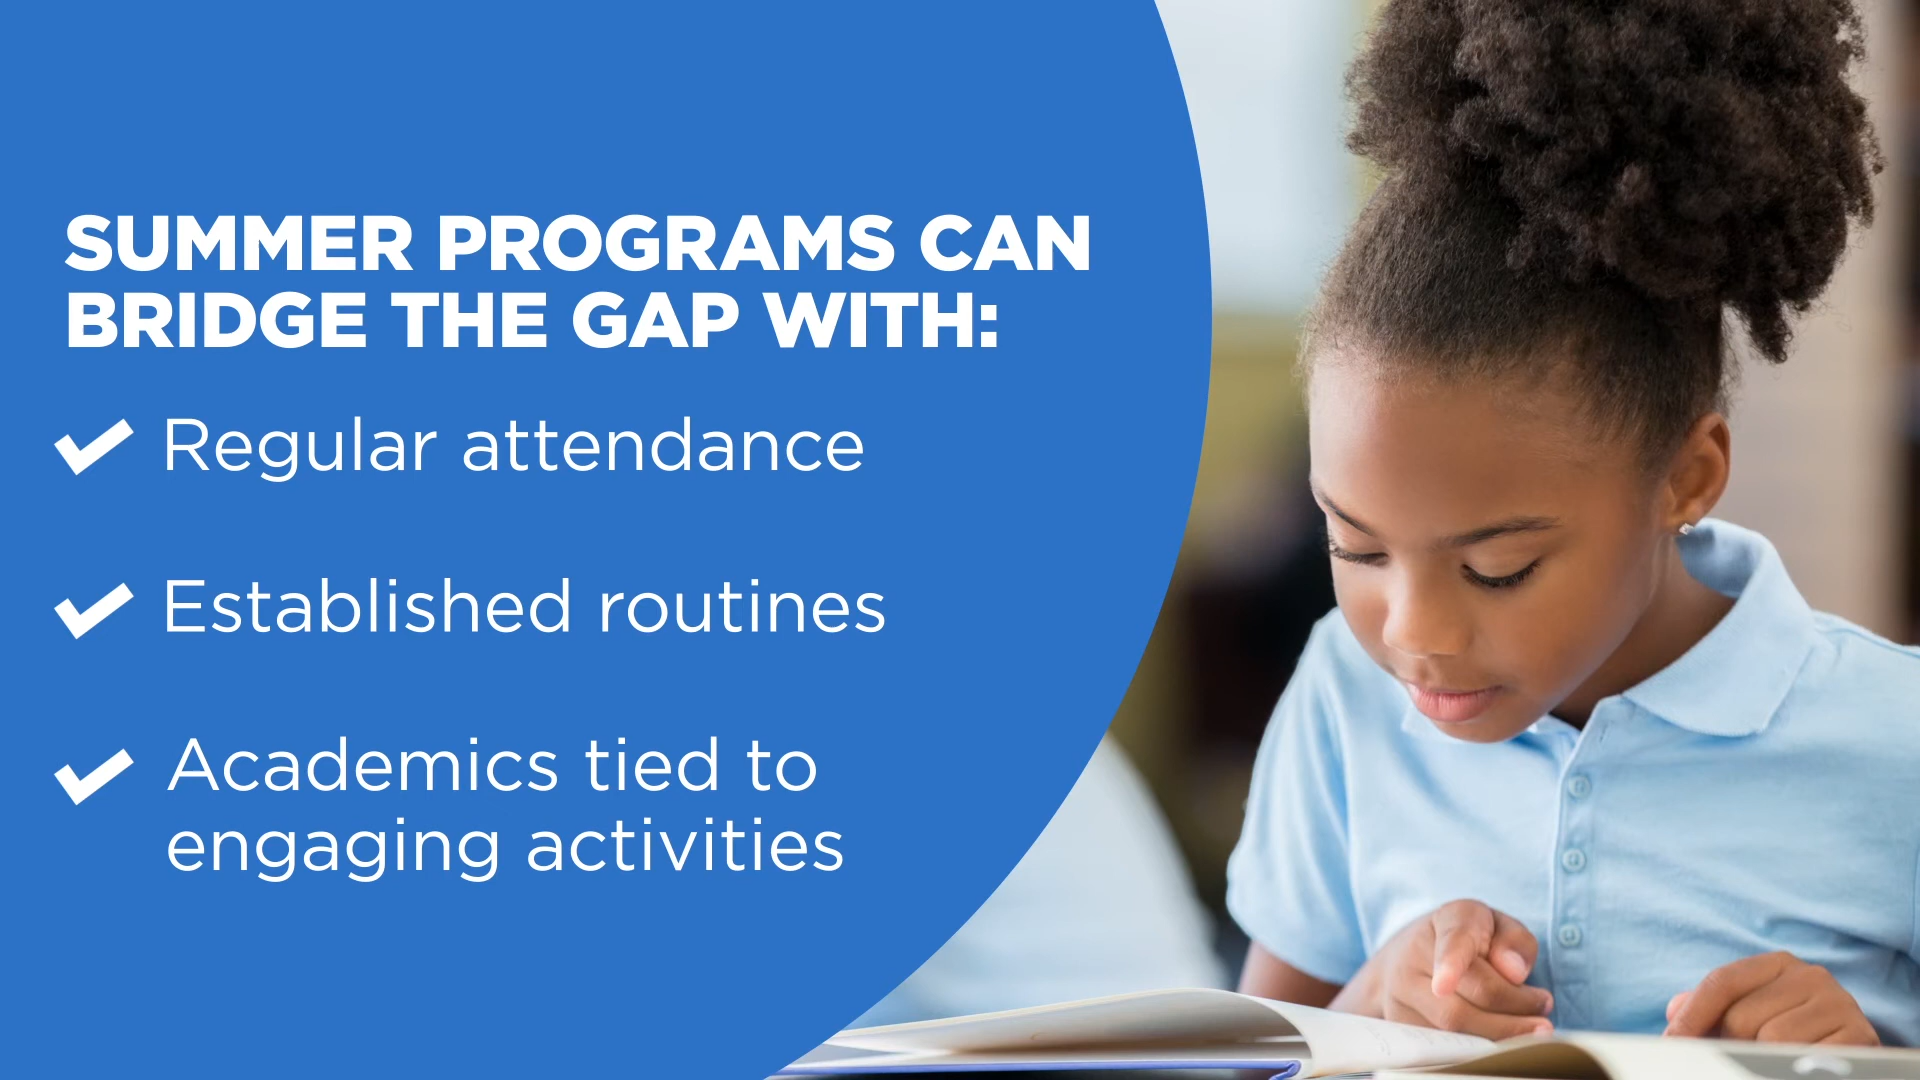 SUMMER PROGRAMS CAN
BRIDGE THE GAP WITH:
Regular attendance
Established routines
Academics tied to
engaging activities